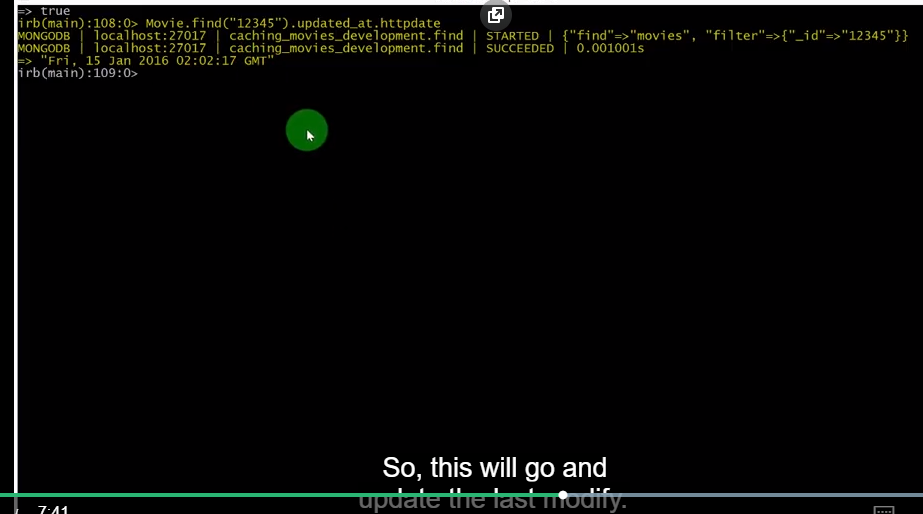 => true
irb(main):108:0> Movie.find("12345").updated_at.httpdate
MONGODB | localhost:27017 | caching_movies_development.find | STARTED | {"find"=>"movies", "filter"=>{"_id"=>"12345"}}
MONGODB | localhost:27017 | caching_movies_development.find | SUCCEEDED | 0.001001s
=> "Fri, 15 Jan 2016 02:02:17 GMT"
irb(main):109:0>
So, this will go and
update the last modify.
7:41